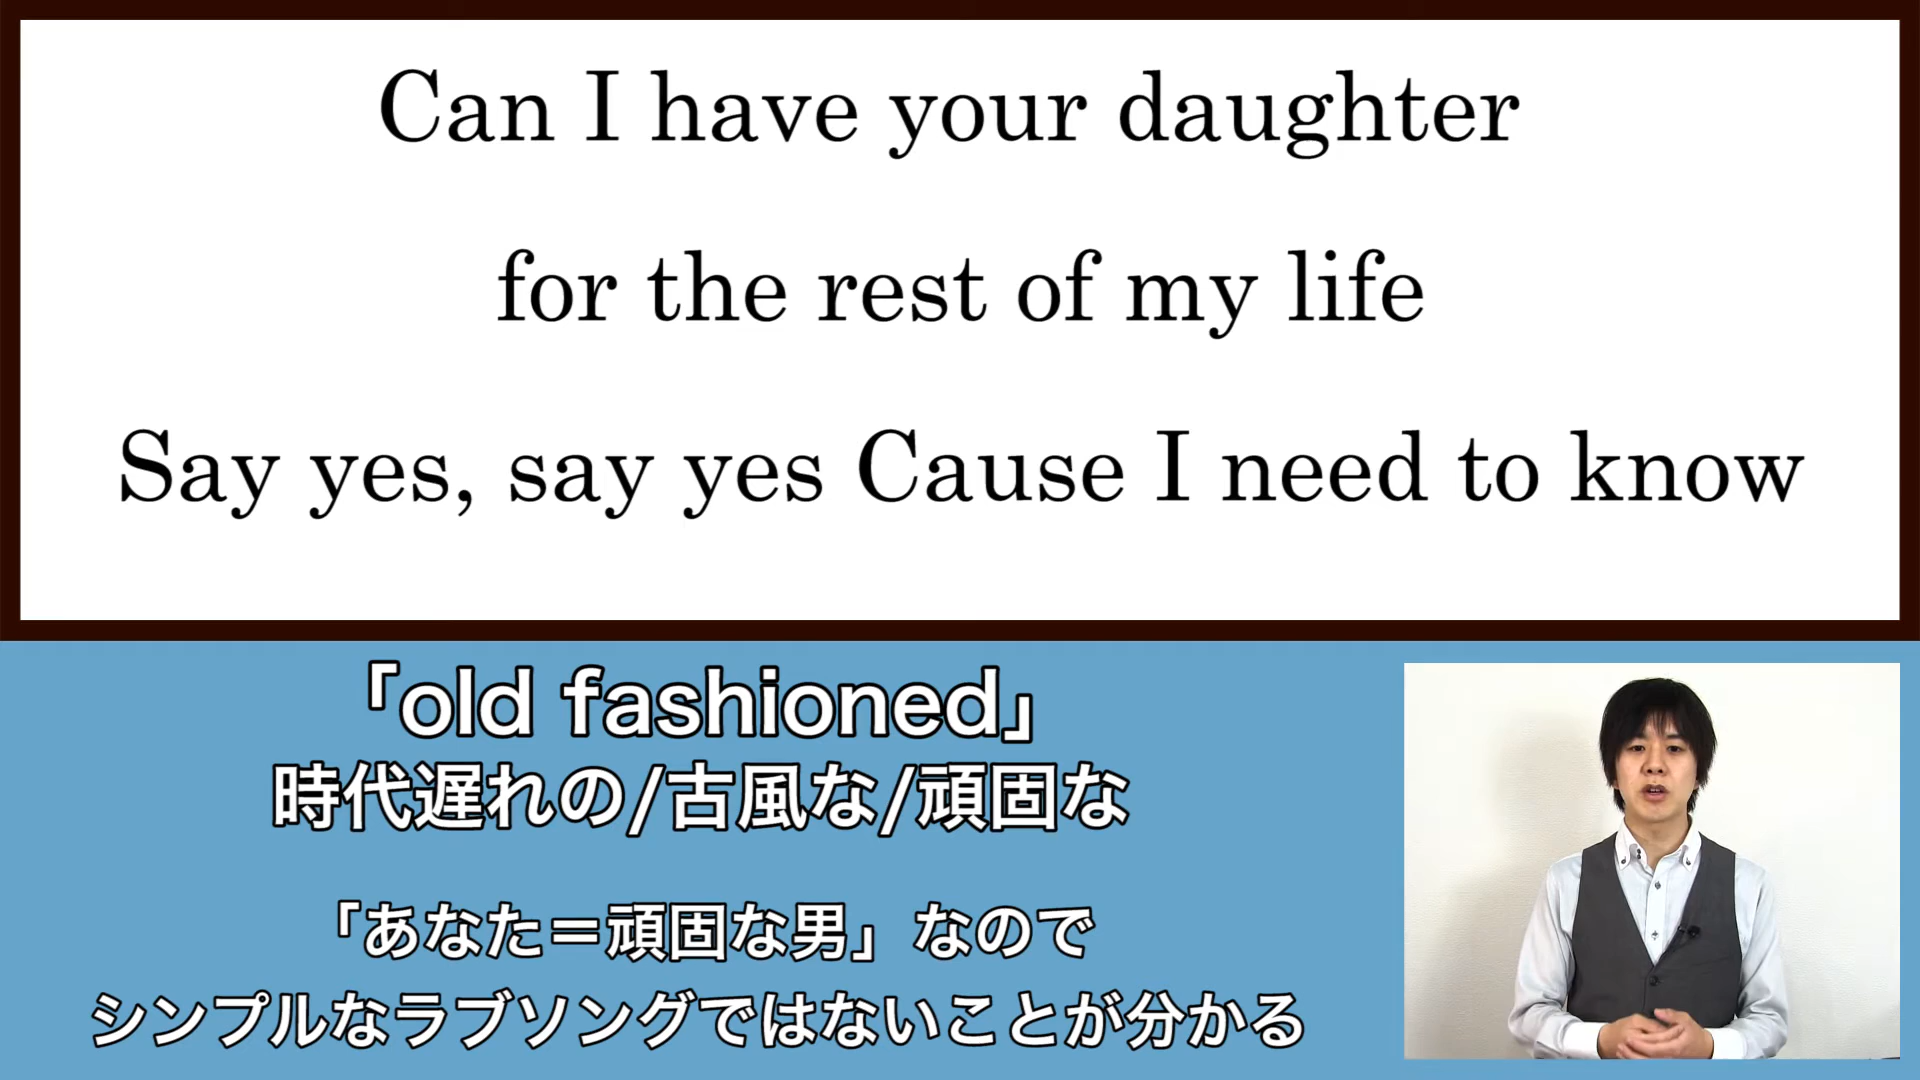 Can I have your daughter
for the rest of my life
Say yes, say yes Cause I need to know
「old fashioned」
時代遅れの/古風な/頑固な
「あなた＝頑固な男」なので
シンプルなラブソングではないことが分かる